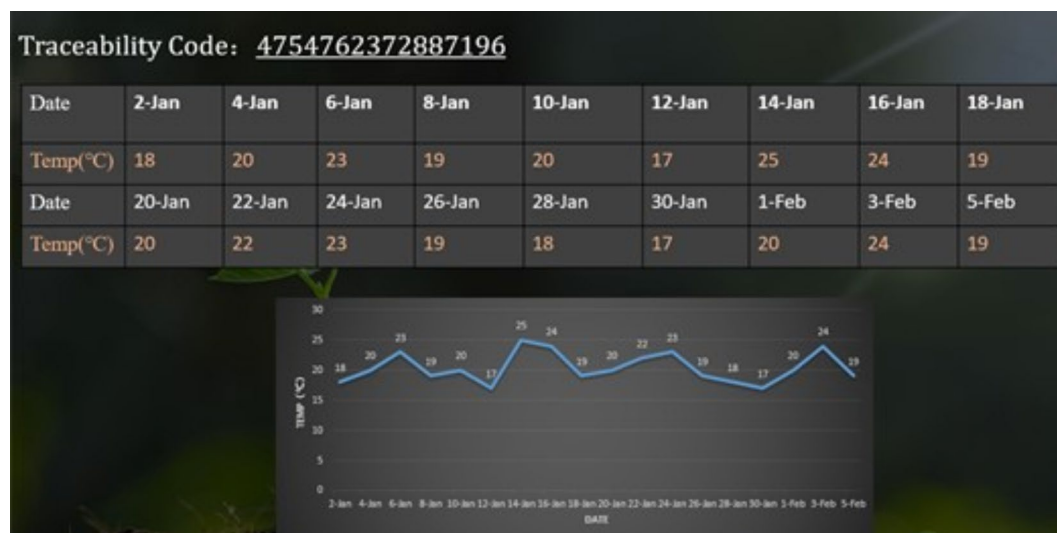 Traceability Code: 4754762372887196
Date 2-Jan 4-Jan 6-Jan 8-Jan 10-Jan 12-Jan 14-Jan 16-Jan 18-Jan
Temp(℃) 18 20 23 19 20 17 25 24 19
Date 20-Jan 22-Jan 24-Jan 26-Jan 28-Jan 30-Jan 1-Feb 3-Feb 5-Feb
Temp(℃) 20 22 23 19 18 17 20 24 19
TEMP (℃)
30
25
20
15
10
5
0
18 20 23 19 20 17 25 24 19 20 22 23 19 18 17 20 24 19
2-Jan 4-Jan 6-Jan 8-Jan 10-Jan 12-Jan 14-Jan 16-Jan 18-Jan 20-Jan 22-Jan 24-Jan 26-Jan 28-Jan 30-Jan 1-Feb 3-Feb 5-Feb
DATE